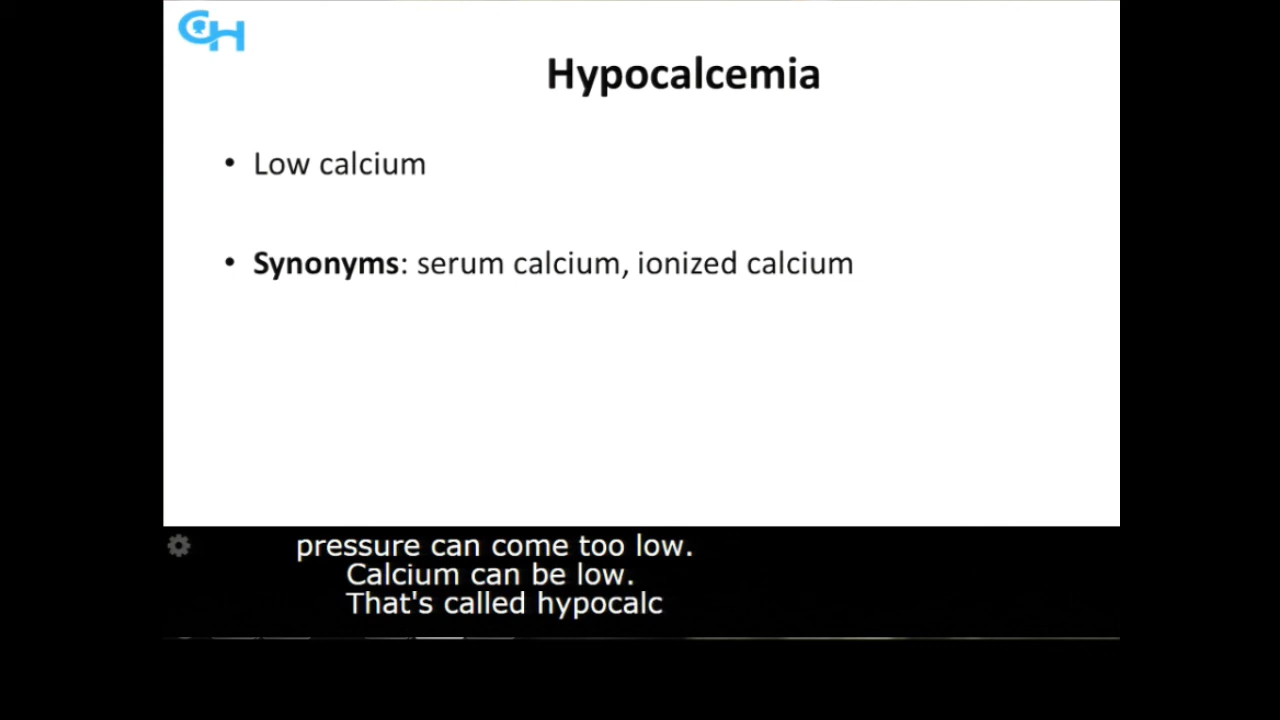 GH
Hypocalcemia
• Low calcium
• Synonyms: serum calcium, ionized calcium
pressure can come too low.
Calcium can be low.
That's called hypocalc